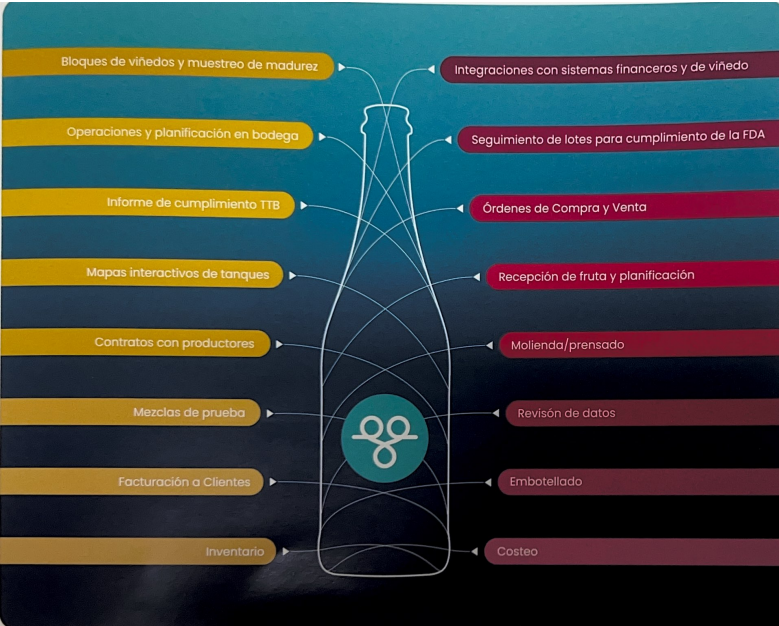 Bloques de viñedos y muestreo de madurez
Operaciones y planificación en bodega
Informe de cumplimiento TTB
Mapas interactivos de tanques
Contratos con productores
Mezclas de prueba
Facturación a Clientes
Inventario
Integraciones con sistemas financieros y de viñedo
Seguimiento de lotes para cumplimiento de la FDA
Órdenes de Compra y Venta
Recepción de fruta y planificación
Molienda/prensado
Revisón de datos
Embotellado
Costeo